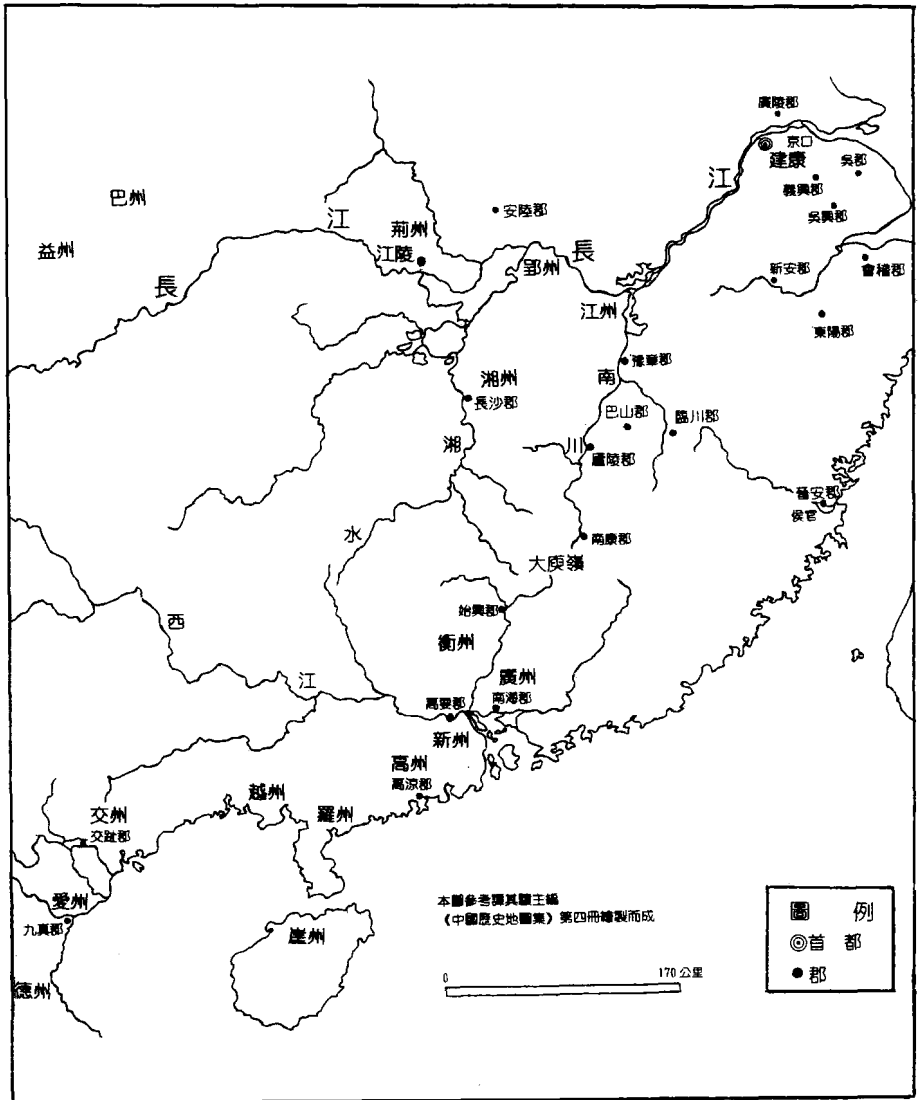 廣陵郡
京口
建康
吳郡
義興郡
吳興郡
江
巴州
安陸郡
江
荊州
益州
江陵
長
長
郢州
新安郡
會稽郡
江州
東陽郡
豫章郡
南
湘州
長沙郡
巴山郡
臨川郡
湘
川
廬陵郡
晉安郡
侯官
水
南康郡
大庾嶺
始興郡
西
衡州
江
廣州
南海郡
高要郡
新州
高州
高涼郡
越州
羅州
交州
交趾郡
愛州
九真郡
崖州
德州
本圖參考譚其驤主編
《中國歷史地圖集》第四冊繪製而成
0 170 公里
圖 例
首 都
郡